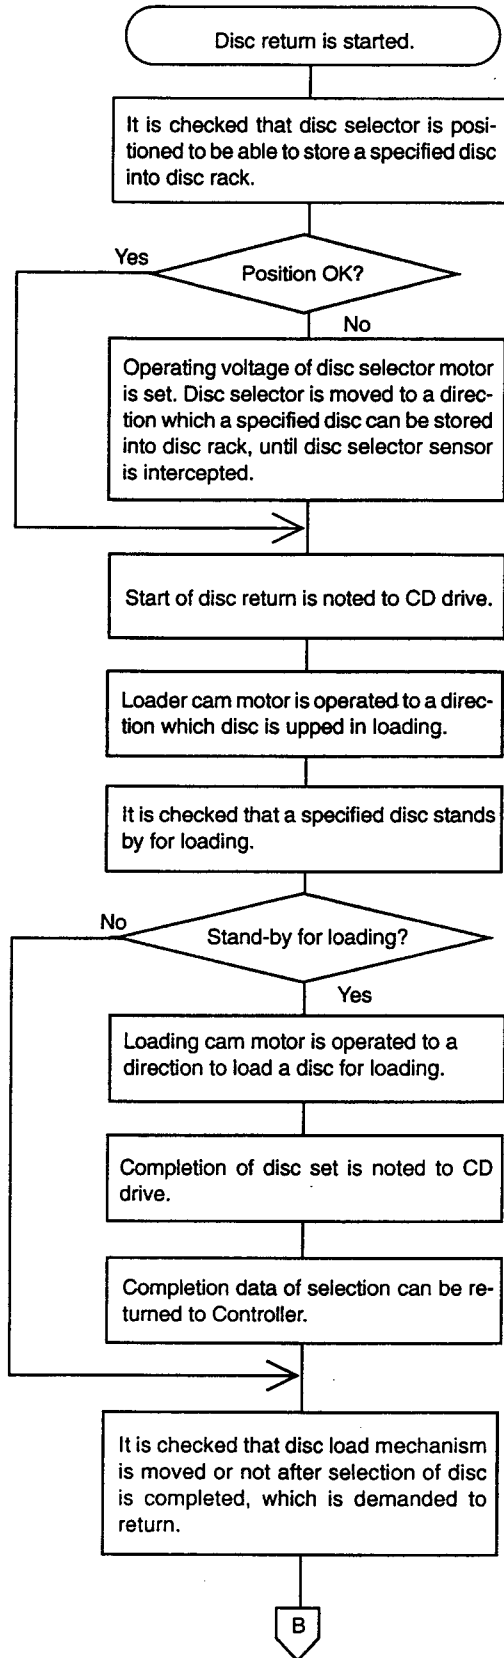 Disc return is started.
It is checked that disc selector is posi-
tioned to be able to store a specified disc
into disc rack.
Yes
Position OK?
No
Operating voltage of disc selector motor
is set. Disc selector is moved to a direc-
tion which a specified disc can be stored
into disc rack, until disc selector sensor
is intercepted.
Start of disc return is noted to CD drive.
Loader cam motor is operated to a direc-
tion which disc is upped in loading.
It is checked that a specified disc stands
by for loading.
No
Stand-by for loading?
Yes
Loading cam motor is operated to a
direction to load a disc for loading.
Completion of disc set is noted to CD
drive.
Completion data of selection can be re-
turned to Controller.
It is checked that disc load mechanism
is moved or not after selection of disc
is completed, which is demanded to
return.
B